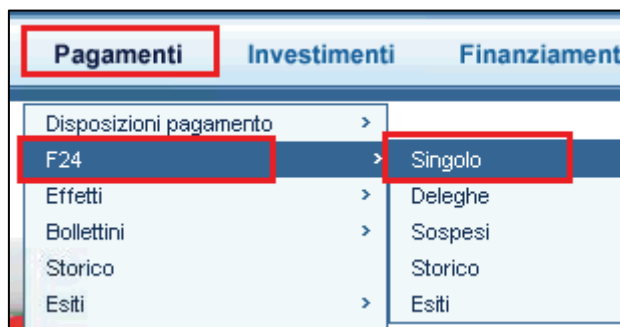 Pagamenti Investimenti Finanziament
Disposizioni pagamento >
F24 > Singolo
Effetti > Deleghe
Bollettini > Sospesi
Storico Storico
Esiti > Esiti